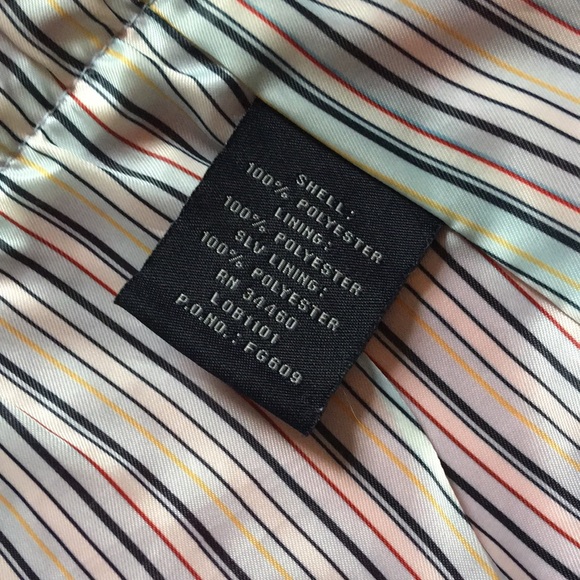 SHELL:
100% POLYESTER
LINING:
100% POLYESTER
SLV LINING:
100% POLYESTER
RN 34460
LOB1101
P.O.NO.: FG609